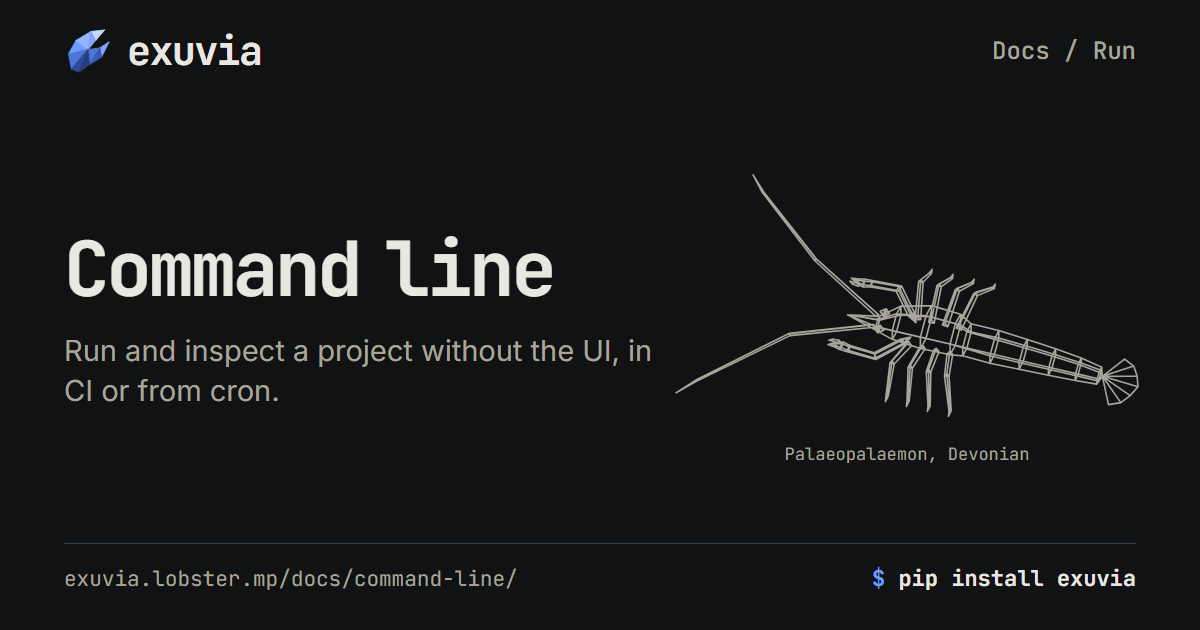 exuvia
Docs / Run
Command line
Run and inspect a project without the UI, in
CI or from cron.
Palaeopalaemon, Devonian
exuvia.lobster.mp/docs/command-line/
$ pip install exuvia